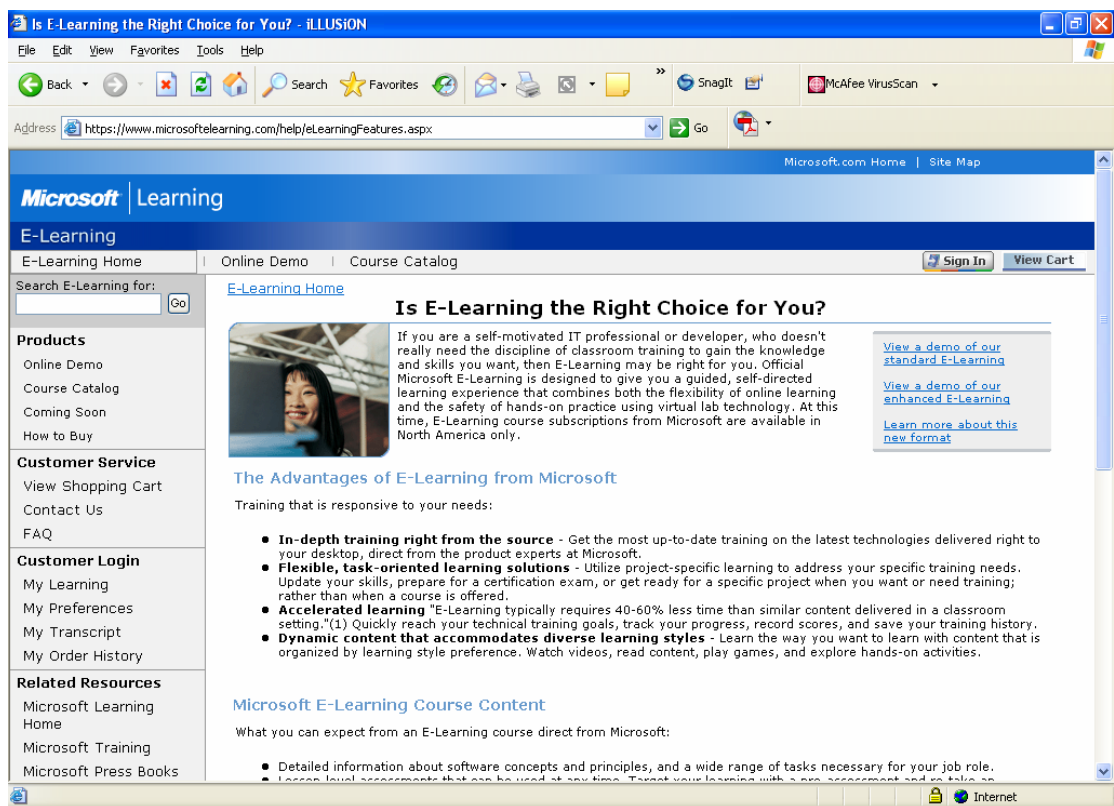 Is E-Learning the Right Choice for You? - iLLUSiON
File Edit View Favorites Tools Help
Back Search Favorites » SnagIt McAfee VirusScan
Address https://www.microsoftelearning.com/help/eLearningFeatures.aspx Go
Microsoft.com Home | Site Map
Microsoft Learning
E-Learning
E-Learning Home | Online Demo | Course Catalog Sign In View Cart
Search E-Learning for:
Go
Products
Online Demo
Course Catalog
Coming Soon
How to Buy
Customer Service
View Shopping Cart
Contact Us
FAQ
Customer Login
My Learning
My Preferences
My Transcript
My Order History
Related Resources
Microsoft Learning
Home
Microsoft Training
Microsoft Press Books
E-Learning Home
Is E-Learning the Right Choice for You?
If you are a self-motivated IT professional or developer, who doesn't
really need the discipline of classroom training to gain the knowledge
and skills you want, then E-Learning may be right for you. Official
Microsoft E-Learning is designed to give you a guided, self-directed
learning experience that combines both the flexibility of online learning
and the safety of hands-on practice using virtual lab technology. At this
time, E-Learning course subscriptions from Microsoft are available in
North America only.
View a demo of our
standard E-Learning
View a demo of our
enhanced E-Learning
Learn more about this
new format
The Advantages of E-Learning from Microsoft
Training that is responsive to your needs:
● In-depth training right from the source - Get the most up-to-date training on the latest technologies delivered right to
your desktop, direct from the product experts at Microsoft.
● Flexible, task-oriented learning solutions - Utilize project-specific learning to address your specific training needs.
Update your skills, prepare for a certification exam, or get ready for a specific project when you want or need training;
rather than when a course is offered.
● Accelerated learning "E-Learning typically requires 40-60% less time than similar content delivered in a classroom
setting."(1) Quickly reach your technical training goals, track your progress, record scores, and save your training history.
● Dynamic content that accommodates diverse learning styles - Learn the way you want to learn with content that is
organized by learning style preference. Watch videos, read content, play games, and explore hands-on activities.
Microsoft E-Learning Course Content
What you can expect from an E-Learning course direct from Microsoft:
● Detailed information about software concepts and principles, and a wide range of tasks necessary for your job role.
Internet